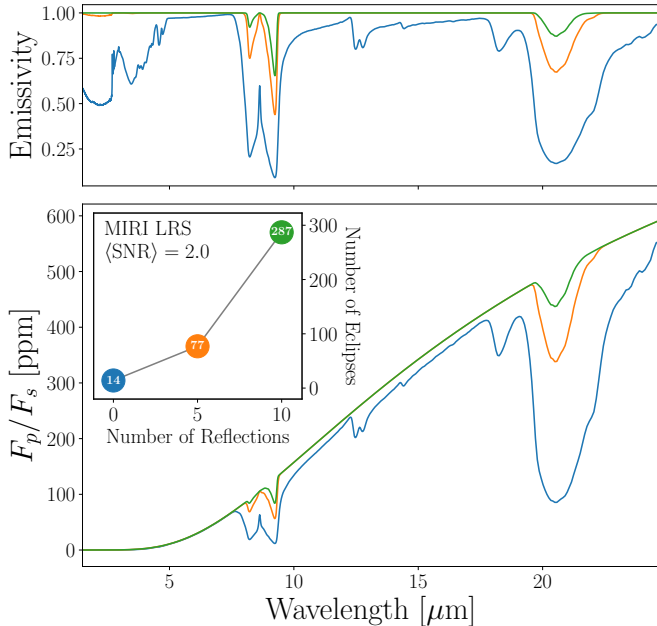 1.00
0.75
0.50
0.25
Emissivity
600
500
400
300
200
100
0
F_p/F_s [ppm]
MIRI LRS
⟨SNR⟩ = 2.0
14
77
287
300
200
100
0
Number of Eclipses
0 5 10
Number of Reflections
5 10 15 20
Wavelength [μm]